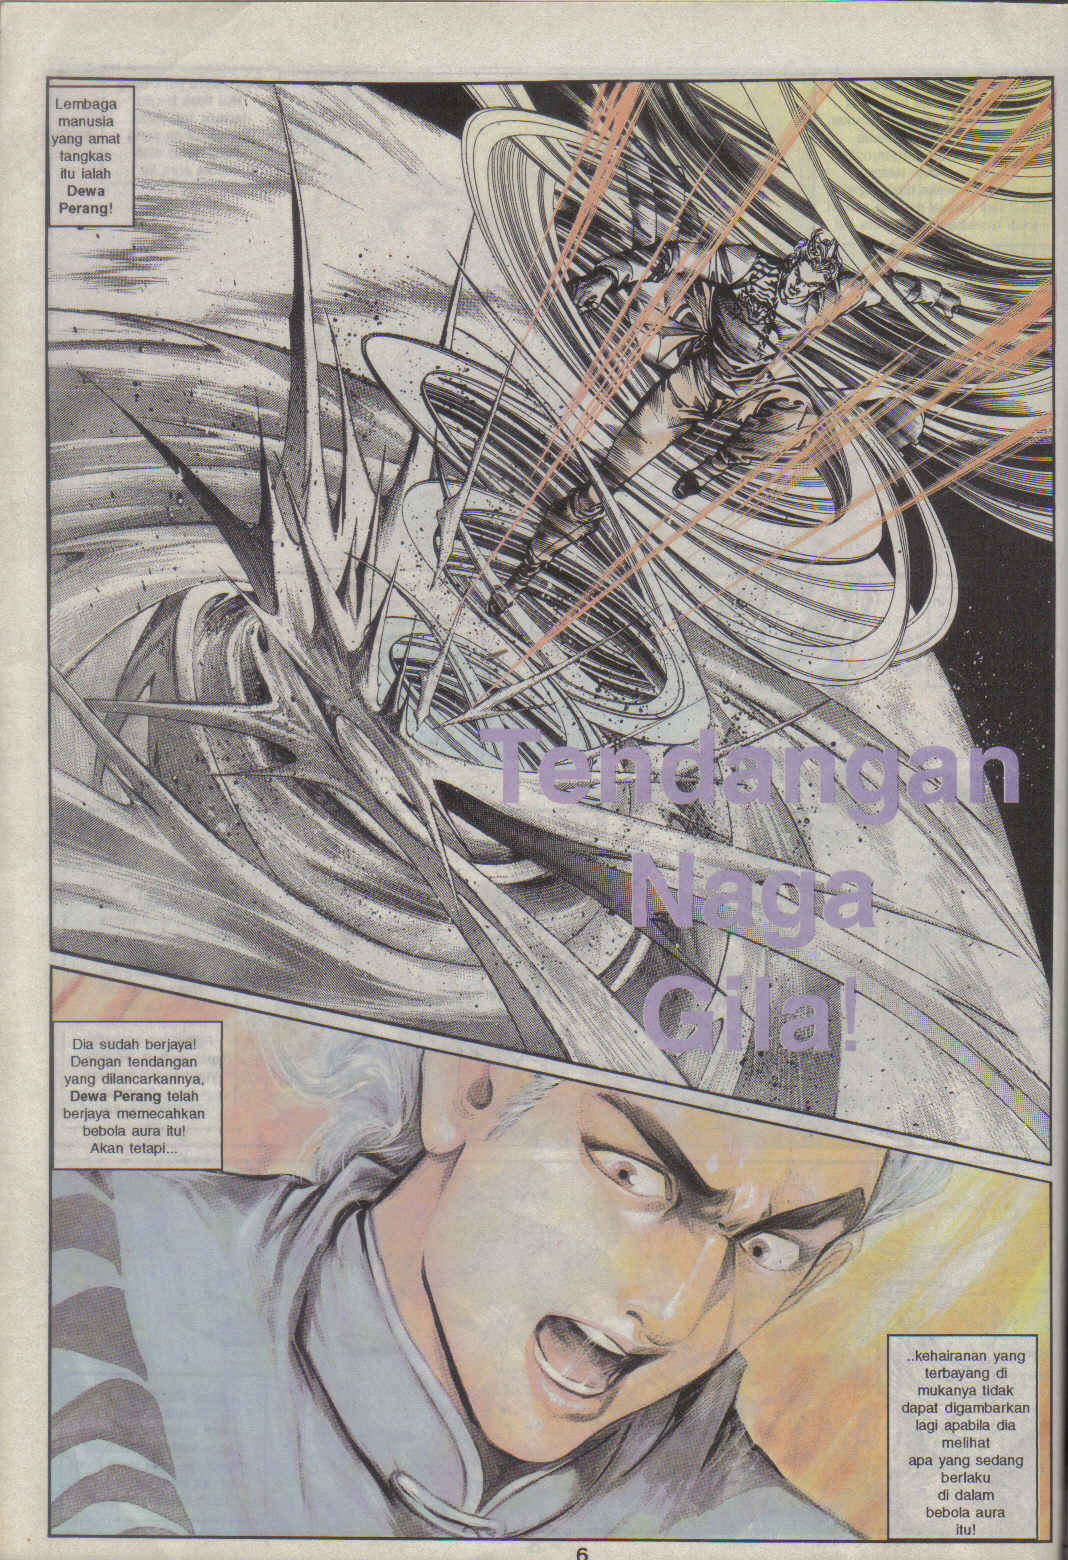 Lembaga
manusia
yang amat
tangkas
itu ialah
Dewa
Perang!
Tendangan
Naga
Gila!
Dia sudah berjaya!
Dengan tendangan
yang dilancarkannya,
Dewa Perang telah
berjaya memecahkan
bebola aura itu!
Akan tetapi...
..kehairanan yang
terbayang di
mukanya tidak
dapat digambarkan
lagi apabila dia
melihat
apa yang sedang
berlaku
di dalam
bebola aura
itu!
6